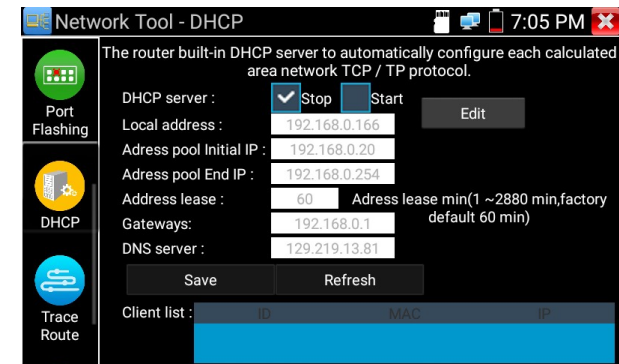 Network Tool - DHCP
7:05 PM
The router built-in DHCP server to automatically configure each calculated
area network TCP / TP protocol.
Port
Flashing
DHCP
Trace
Route
DHCP server : Stop Start
Edit
Local address : 192.168.0.166
Adress pool Initial IP : 192.168.0.20
Adress pool End IP : 192.168.0.254
Address lease : 60 Adress lease min(1 ~2880 min,factory
default 60 min)
Gateways: 192.168.0.1
DNS server : 129.219.13.81
Save Refresh
Client list : ID MAC IP